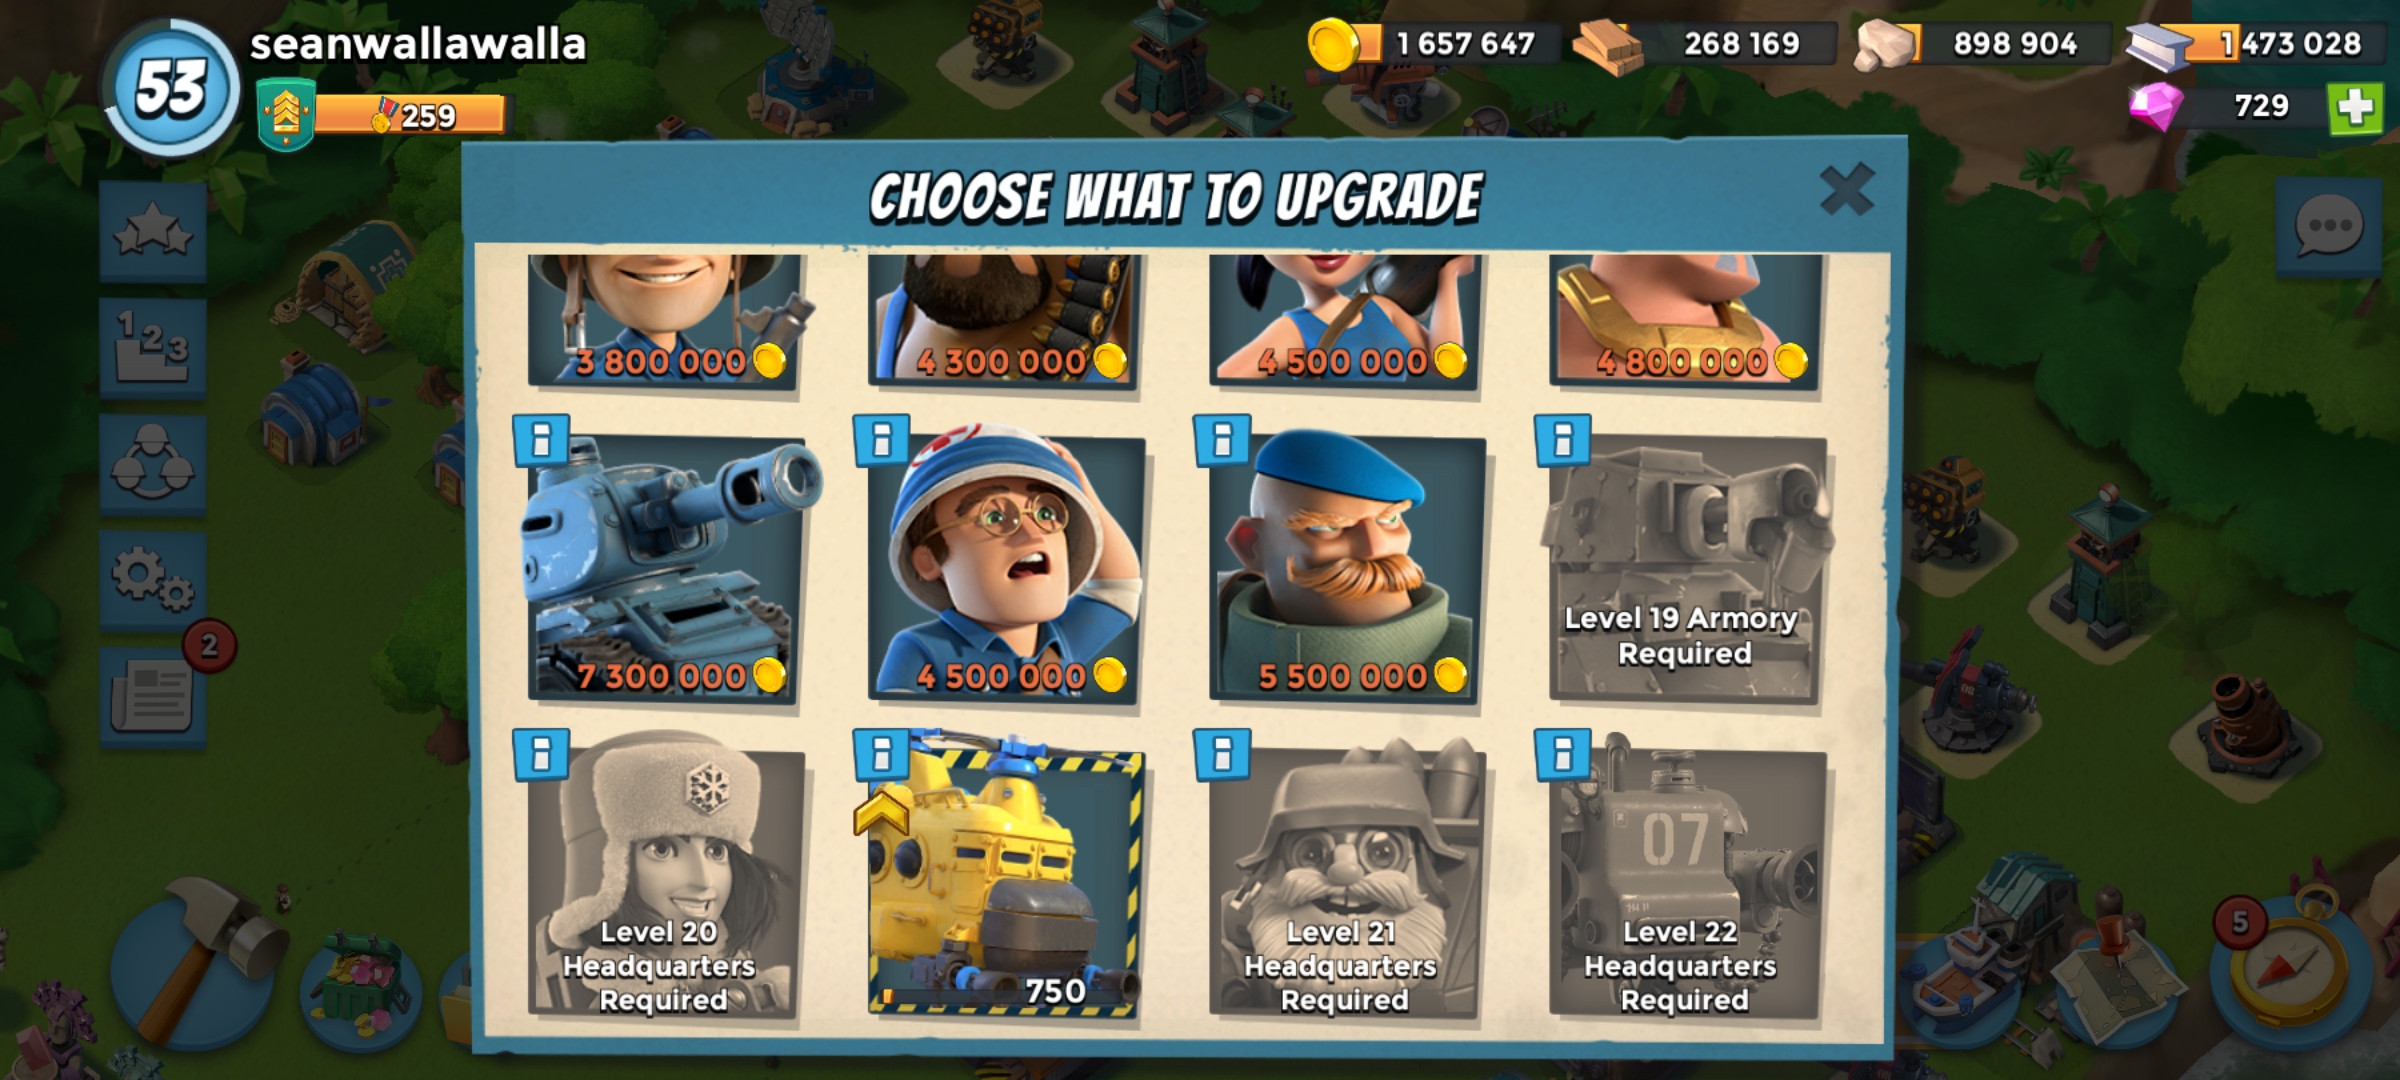 53
seanwallawalla
259
1 657 647
268 169
898 904
1 473 028
729
CHOOSE WHAT TO UPGRADE
1 2 3
2
3 800 000
4 300 000
4 500 000
4 800 000
i
i
i
i
7 300 000
4 500 000
5 500 000
Level 19 Armory
Required
i
i
i
i
Level 20
Headquarters
Required
750
Level 21
Headquarters
Required
07
Level 22
Headquarters
Required
5